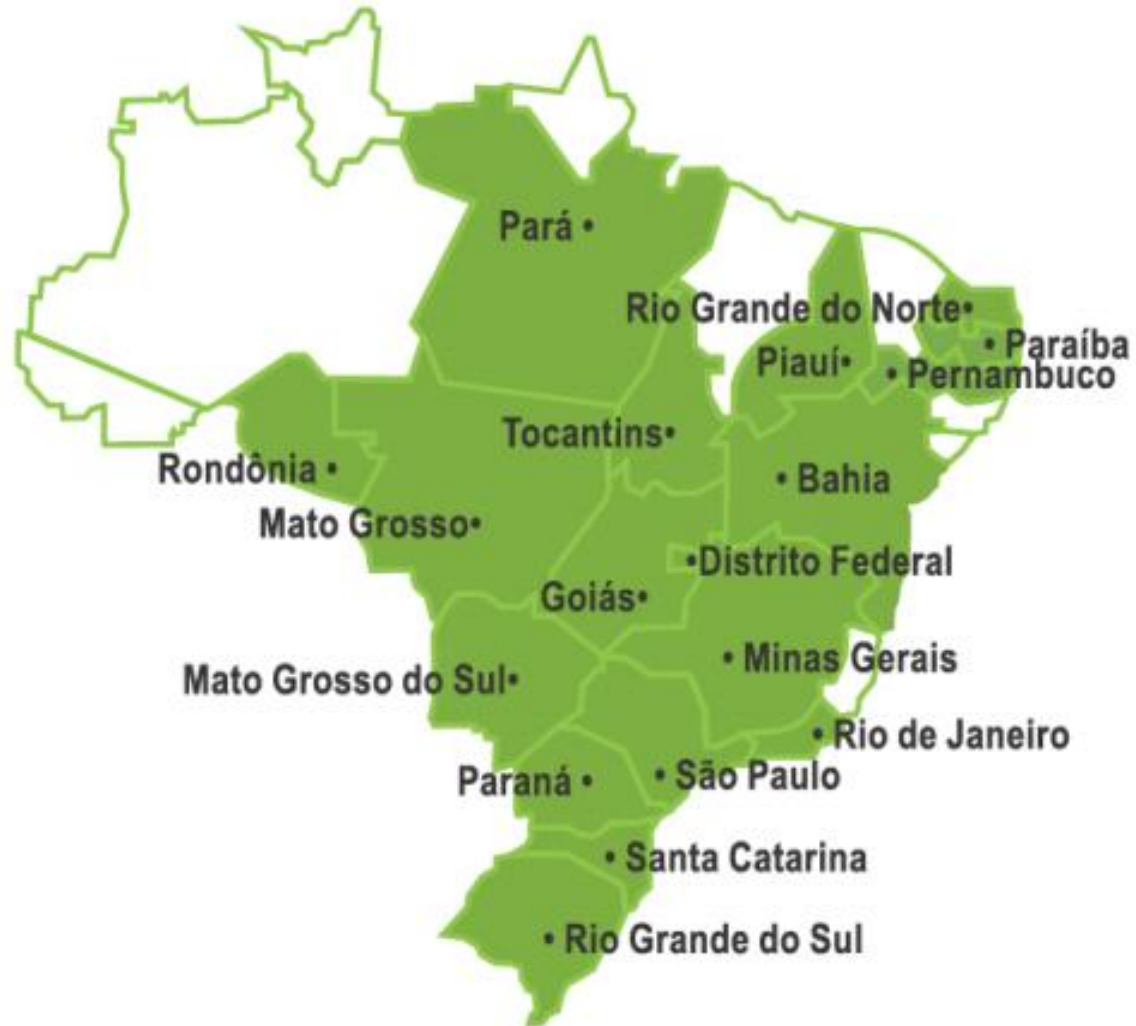 Pará
Rio Grande do Norte
Paraíba
Piauí
Pernambuco
Tocantins
Rondônia
Bahia
Mato Grosso
Distrito Federal
Goiás
Minas Gerais
Mato Grosso do Sul
Rio de Janeiro
Paraná
São Paulo
Santa Catarina
Rio Grande do Sul